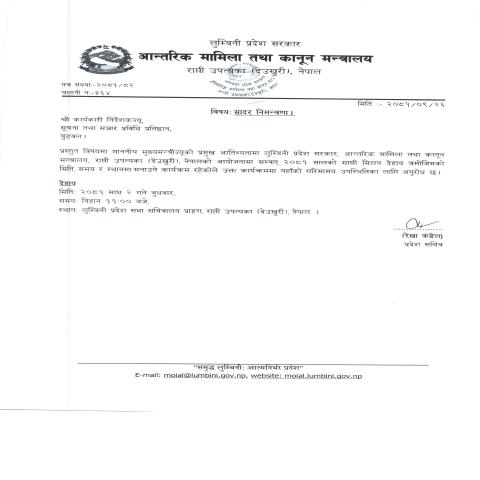 लुम्बिनी प्रदेश सरकार
आन्तरिक मामिला तथा कानून मन्त्रालय
राप्ती उपत्यका (देउखुरी), नेपाल
पत्र संख्याः-२०८१/८२
चलानी नं.-४६४
मिति :- २०८१/०९/२६
विषयः सादर निमन्त्रणा।
श्री कार्यकारी निर्देशकज्यू,
सूचना तथा सञ्चार प्रविधि प्रतिष्ठान,
बुटवल।
प्रस्तुत विषयमा माननीय मुख्यमन्त्रीज्यूको प्रमुख आतिथ्यतामा लुम्बिनी प्रदेश सरकार, आन्तरिक मामिला तथा कानून
मन्त्रालय, राप्ती उपत्यका (देउखुरी), नेपालको आयोजनामा सम्वत् २०८१ सालको माघी मिलन देहाय बमोजिमको
मिति, समय र स्थानमा मनाउने कार्यक्रम रहेकोले उक्त कार्यक्रममा यहाँको गरिमामय उपस्थितिका लागि अनुरोध छ।
देहाय
मितिः २०८१ माघ २ गते बुधबार,
समयः विहान ११:०० बजे,
स्थानः लुम्बिनी प्रदेश सभा सचिवालय प्राङ्गण, राप्ती उपत्यका (देउखुरी), नेपाल ।
(रेखा कंडेल)
प्रदेश सचिव
"समृद्ध लुम्बिनी: आत्मनिर्भर प्रदेश"
E-mail: moial@lumbini.gov.np, website: moial.lumbini.gov.np